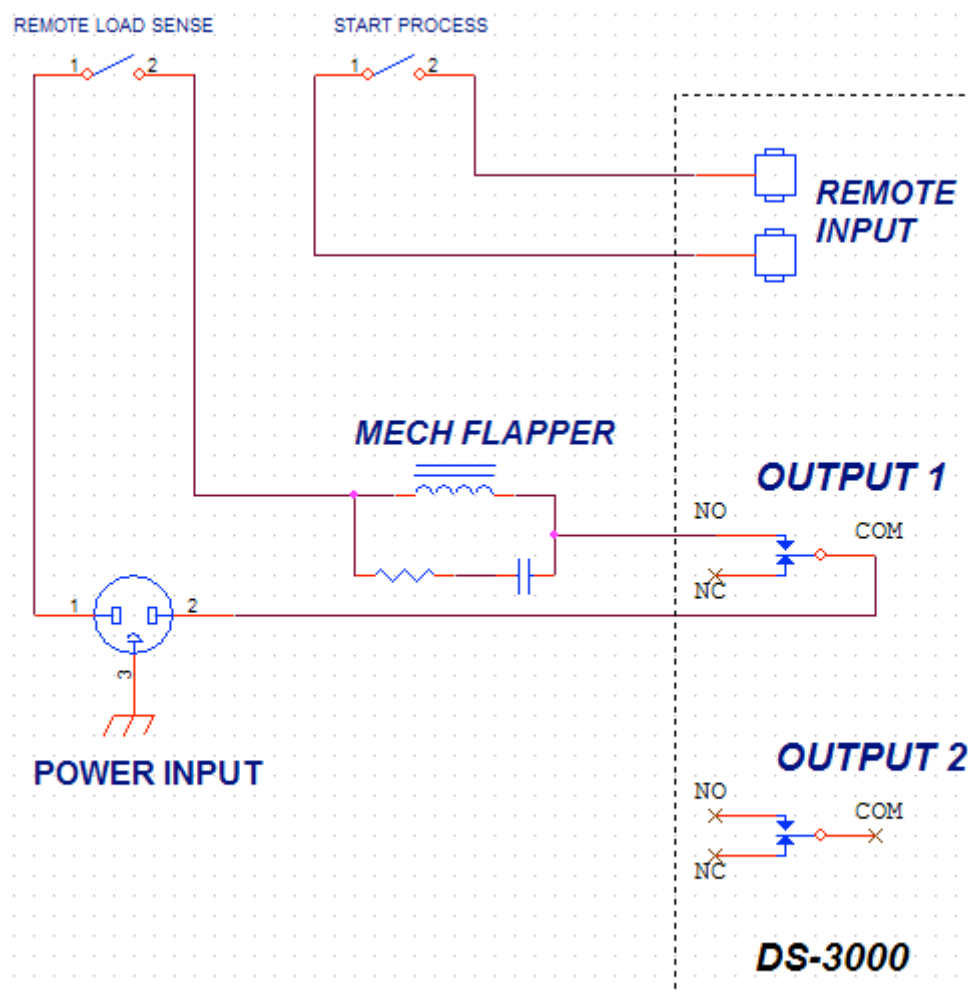 REMOTE LOAD SENSE
START PROCESS
1 2
1 2
REMOTE
INPUT
MECH FLAPPER
OUTPUT 1
NO
COM
NC
1 2
3
POWER INPUT
OUTPUT 2
NO
COM
NC
DS-3000